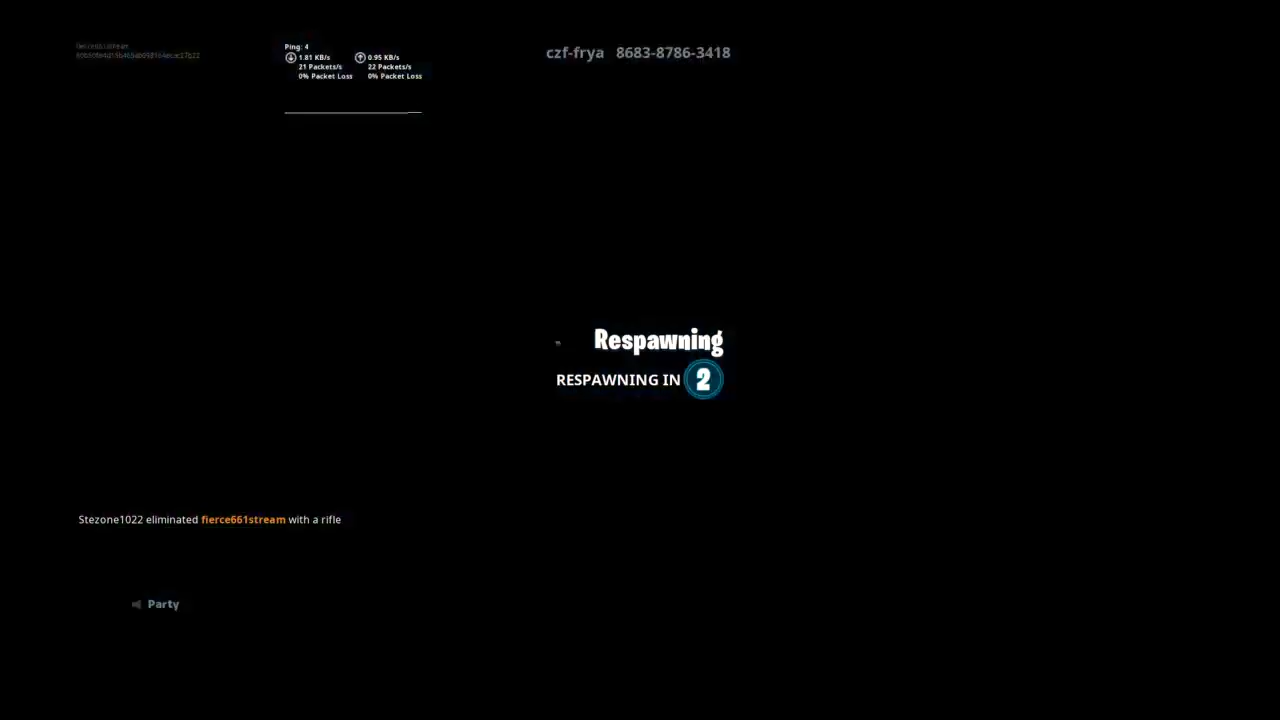 Ping: 4
1.81 KB/s 0.95 KB/s
21 Packets/s 22 Packets/s
0% Packet Loss 0% Packet Loss
czf-frya 8683-8786-3418
Respawning
RESPAWNING IN 2
Stezone1022 eliminated fierce661stream with a rifle
Party